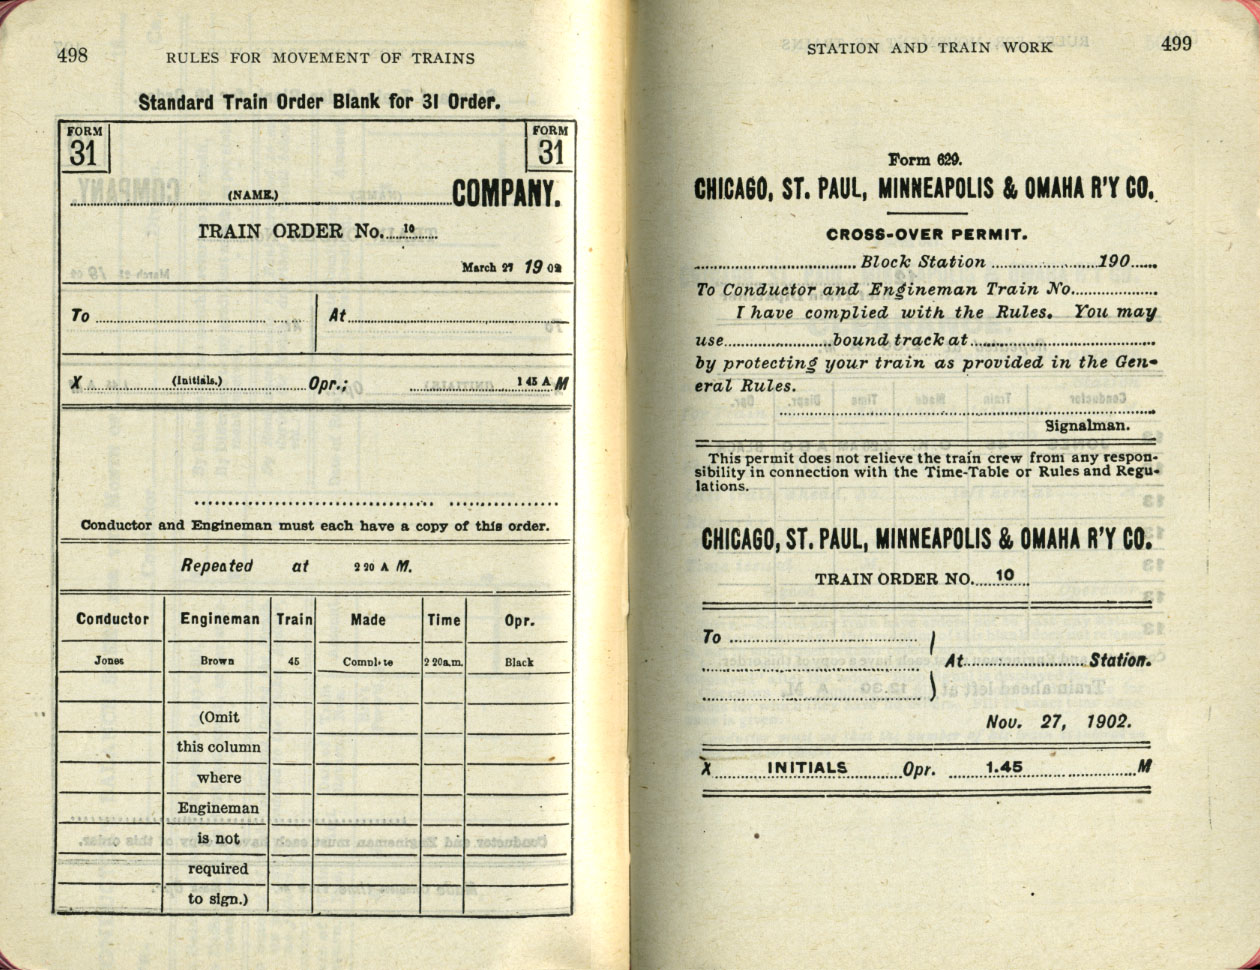 498
RULES FOR MOVEMENT OF TRAINS
Standard Train Order Blank for 31 Order.
FORM
31
FORM
31
(NAME.) COMPANY.
TRAIN ORDER No. 10
March 27 19 02
To
At
X (Initials.) Opr.; 1 45 A M
Conductor and Engineman must each have a copy of this order.
Repeated at 2 20 A M.
Conductor Engineman Train Made Time Opr.
Jones Brown 45 Complete 2 20a.m. Black
(Omit
this column
where
Engineman
is not
required
to sign.)
STATION AND TRAIN WORK
499
Form 629.
CHICAGO, ST. PAUL, MINNEAPOLIS & OMAHA R'Y CO.
CROSS-OVER PERMIT.
Block Station 190
To Conductor and Engineman Train No.
I have complied with the Rules. You may
use bound track at
by protecting your train as provided in the Gen-
eral Rules.
Signalman.
This permit does not relieve the train crew from any respon-
sibility in connection with the Time-Table or Rules and Regu-
lations.
CHICAGO, ST. PAUL, MINNEAPOLIS & OMAHA R'Y CO.
TRAIN ORDER NO. 10
To
At Station.
Nov. 27, 1902.
X INITIALS Opr. 1.45 M